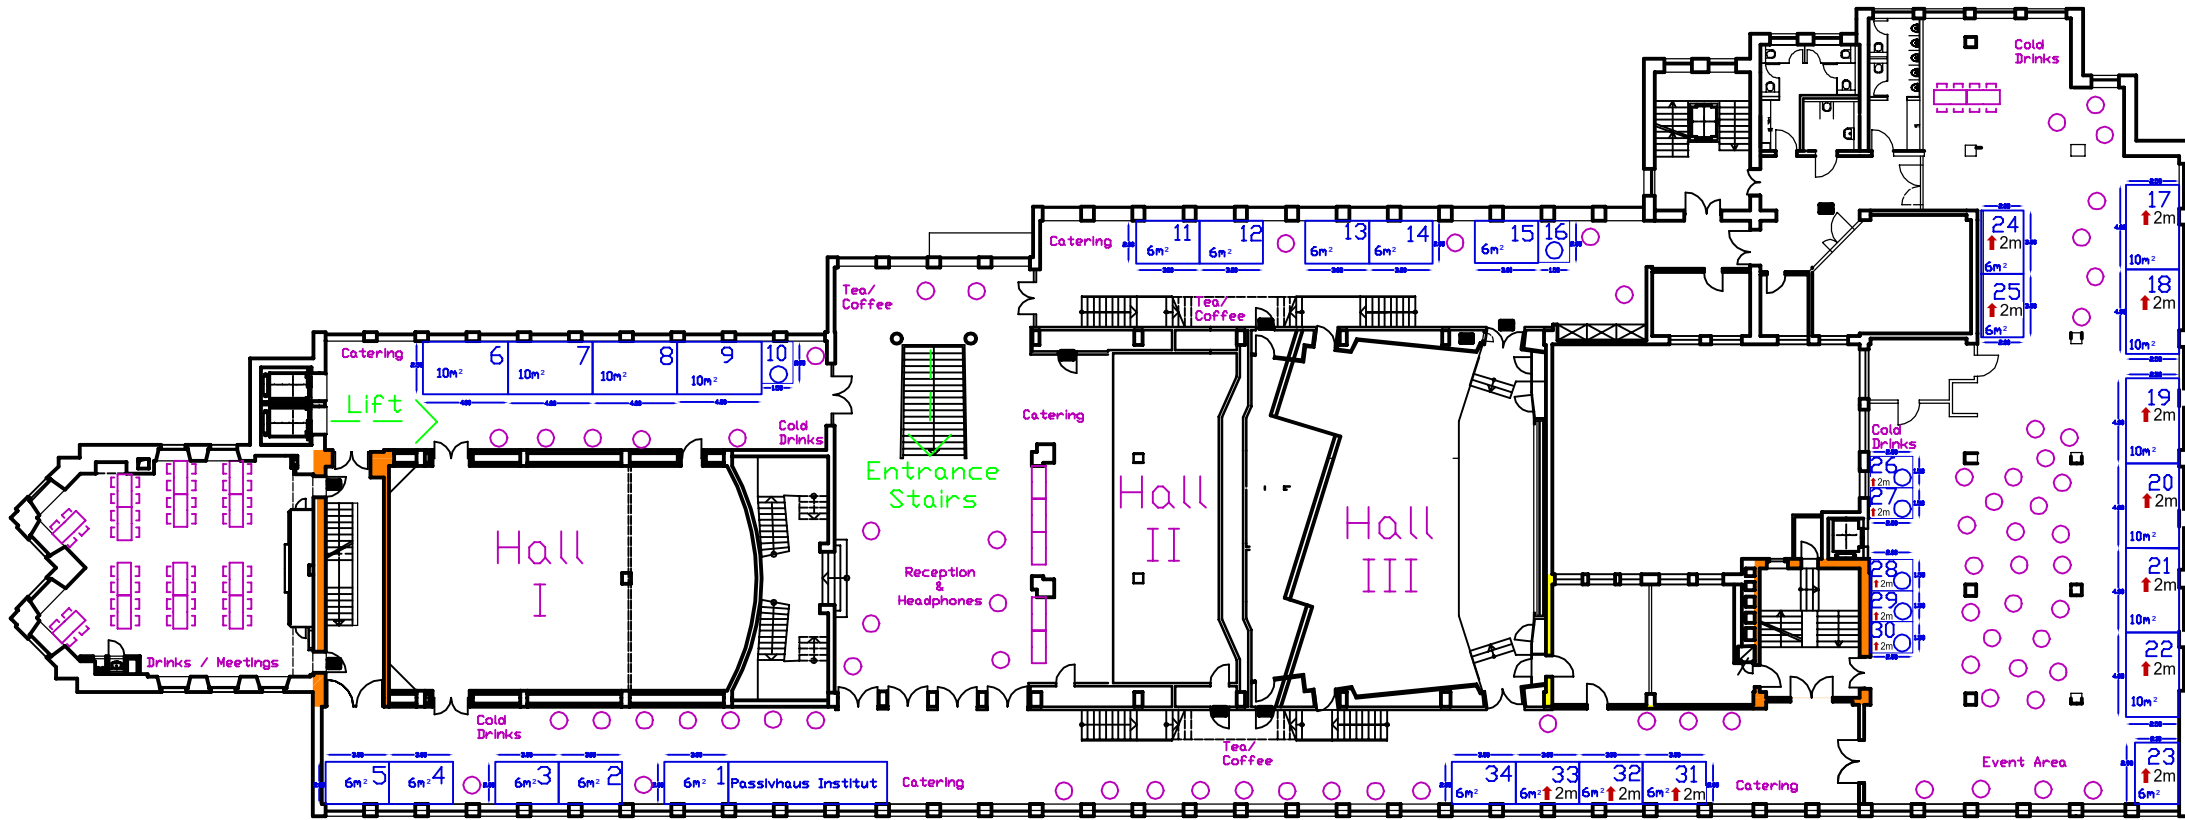 Cold
Drinks
17
2m
10m²
24
2m
6m²
25
2m
6m²
18
2m
10m²
Catering
11
6m²
12
6m²
13
6m²
14
6m²
15
6m²
16
Tea/
Coffee
Tea/
Coffee
Catering
6
10m²
7
10m²
8
10m²
9
10m²
10
Lift
Cold
Drinks
Catering
Entrance
Stairs
Hall
I
Hall
II
Hall
III
Reception
&
Headphones
19
2m
10m²
Cold
Drinks
26
2m
27
2m
20
2m
10m²
28
2m
29
2m
30
2m
21
2m
10m²
22
2m
10m²
Drinks / Meetings
Cold
Drinks
Tea/
Coffee
6m² 5
6m² 4
6m² 3
6m² 2
6m² 1
Passivhaus Institut
Catering
34
6m²
33
6m² 2m
32
6m² 2m
31
6m² 2m
Catering
Event Area
23
2m
6m²